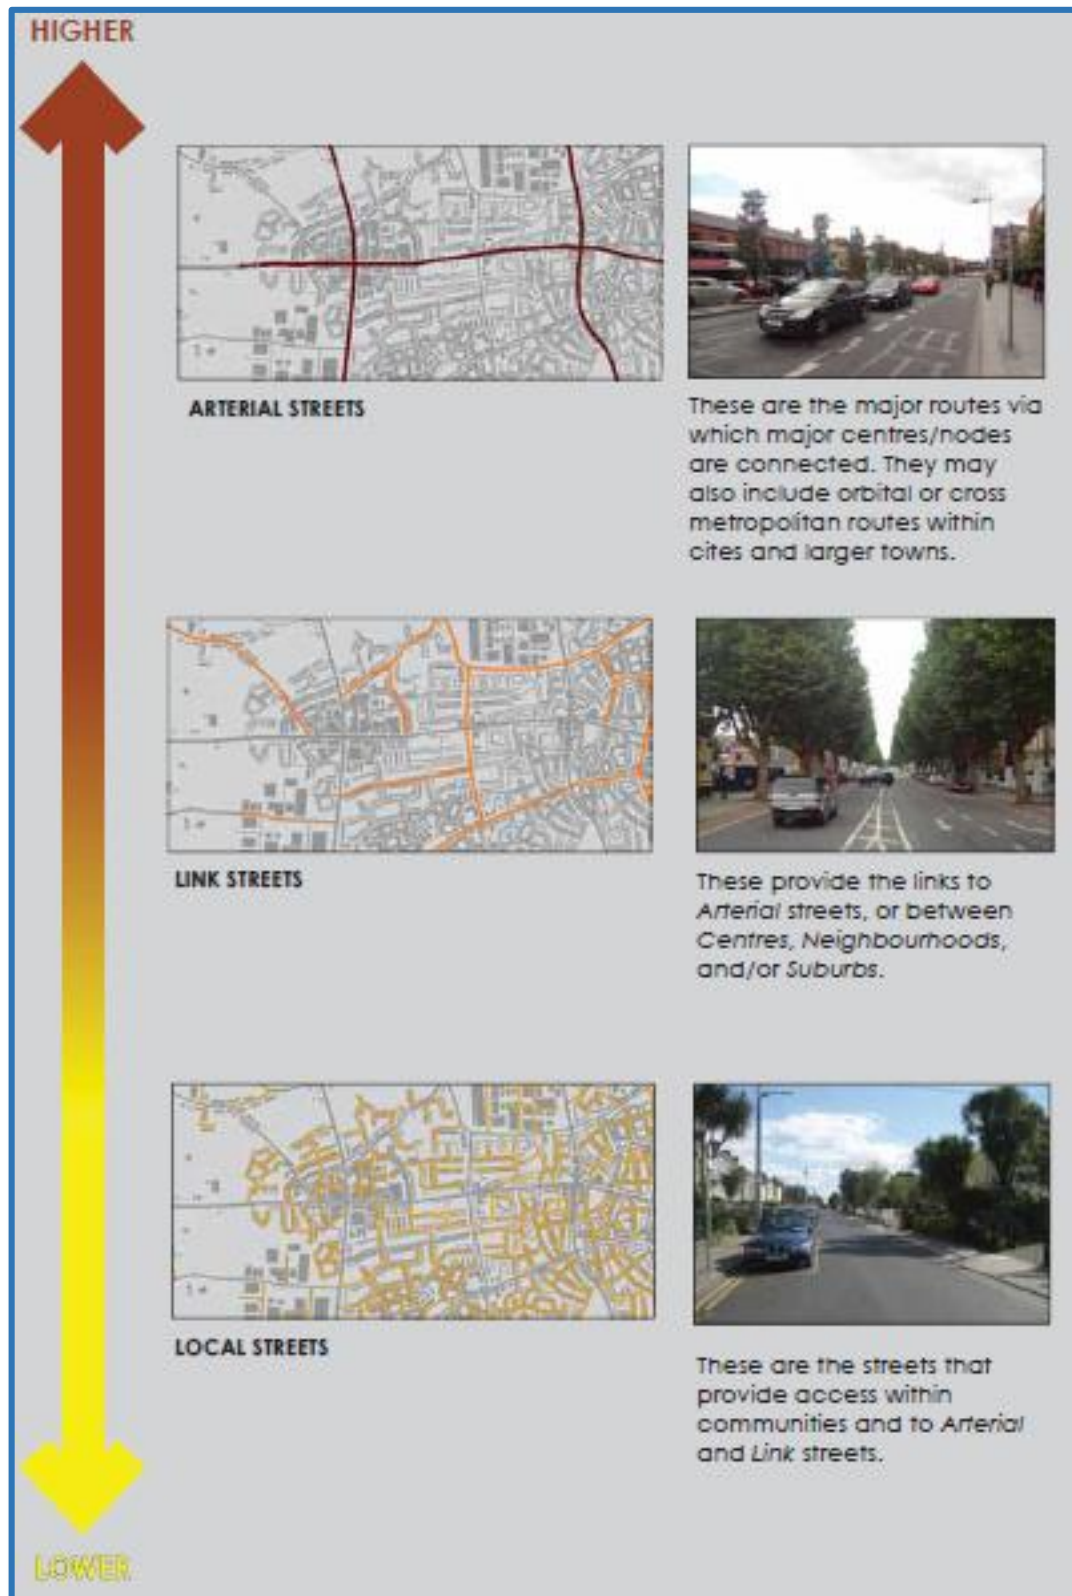 HIGHER
ARTERIAL STREETS
These are the major routes via
which major centres/nodes
are connected. They may
also include orbital or cross
metropolitan routes within
cites and larger towns.
LINK STREETS
These provide the links to
Arterial streets, or between
Centres, Neighbourhoods,
and/or Suburbs.
LOCAL STREETS
These are the streets that
provide access within
communities and to Arterial
and Link streets.
LOWER